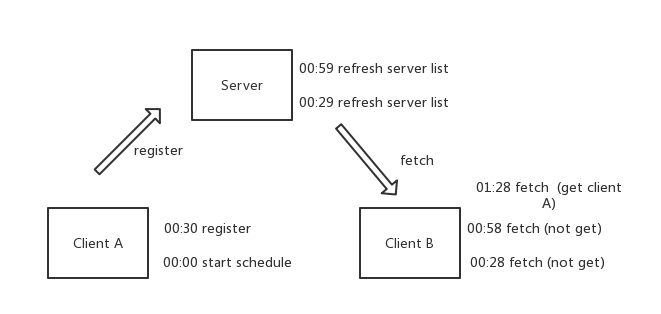 Server
00:59 refresh server list
00:29 refresh server list
register
fetch
01:28 fetch  (get client
A)
Client A
00:30 register
00:00 start schedule
Client B
00:58 fetch (not get)
00:28 fetch (not get)